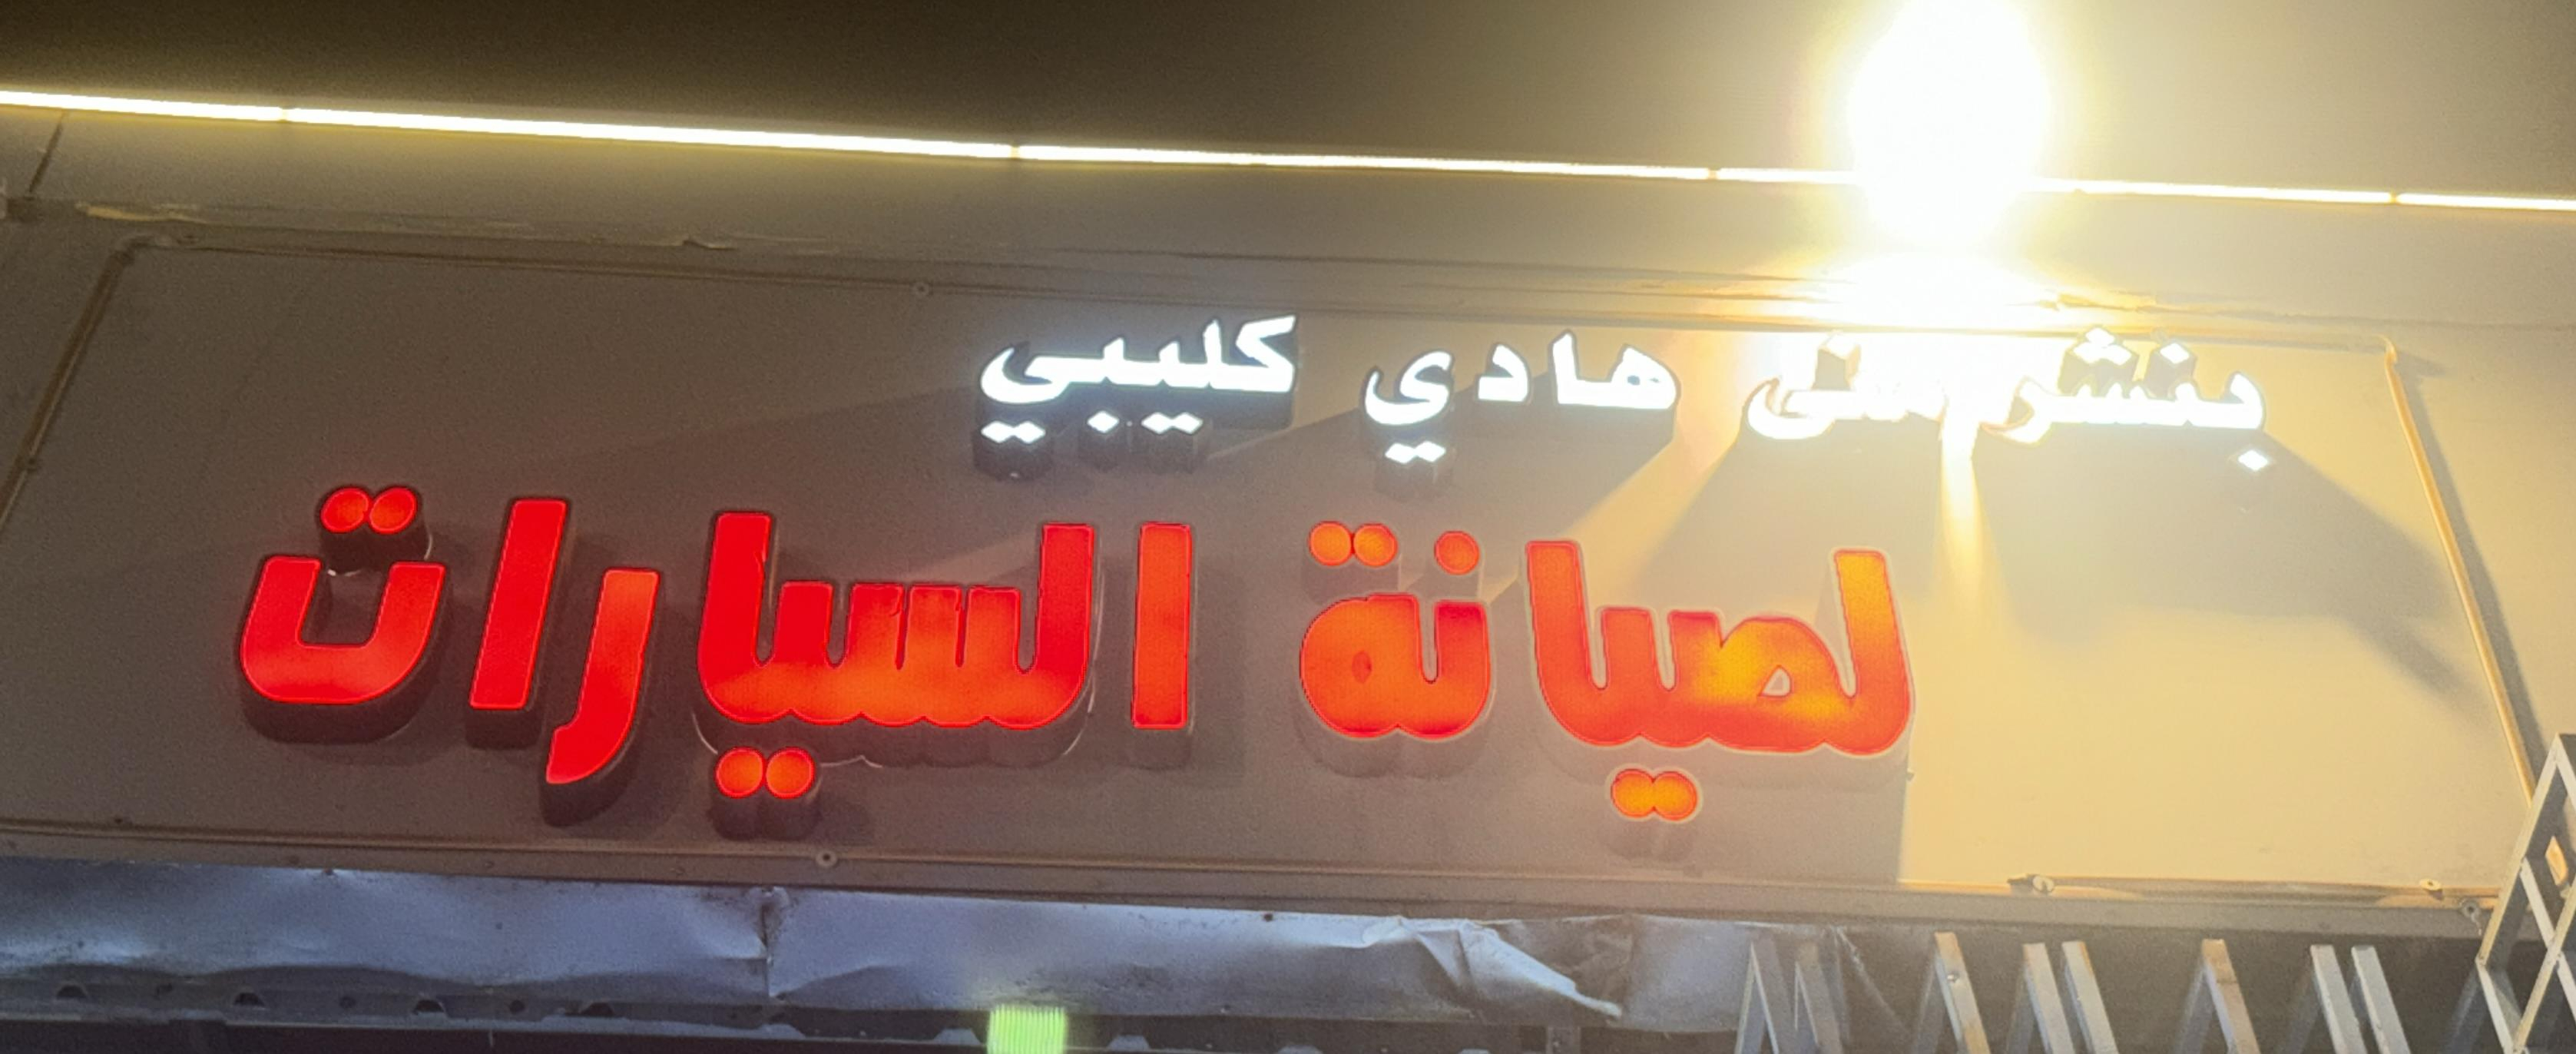 بنشر هادي كليبي
لصيانة السيارات